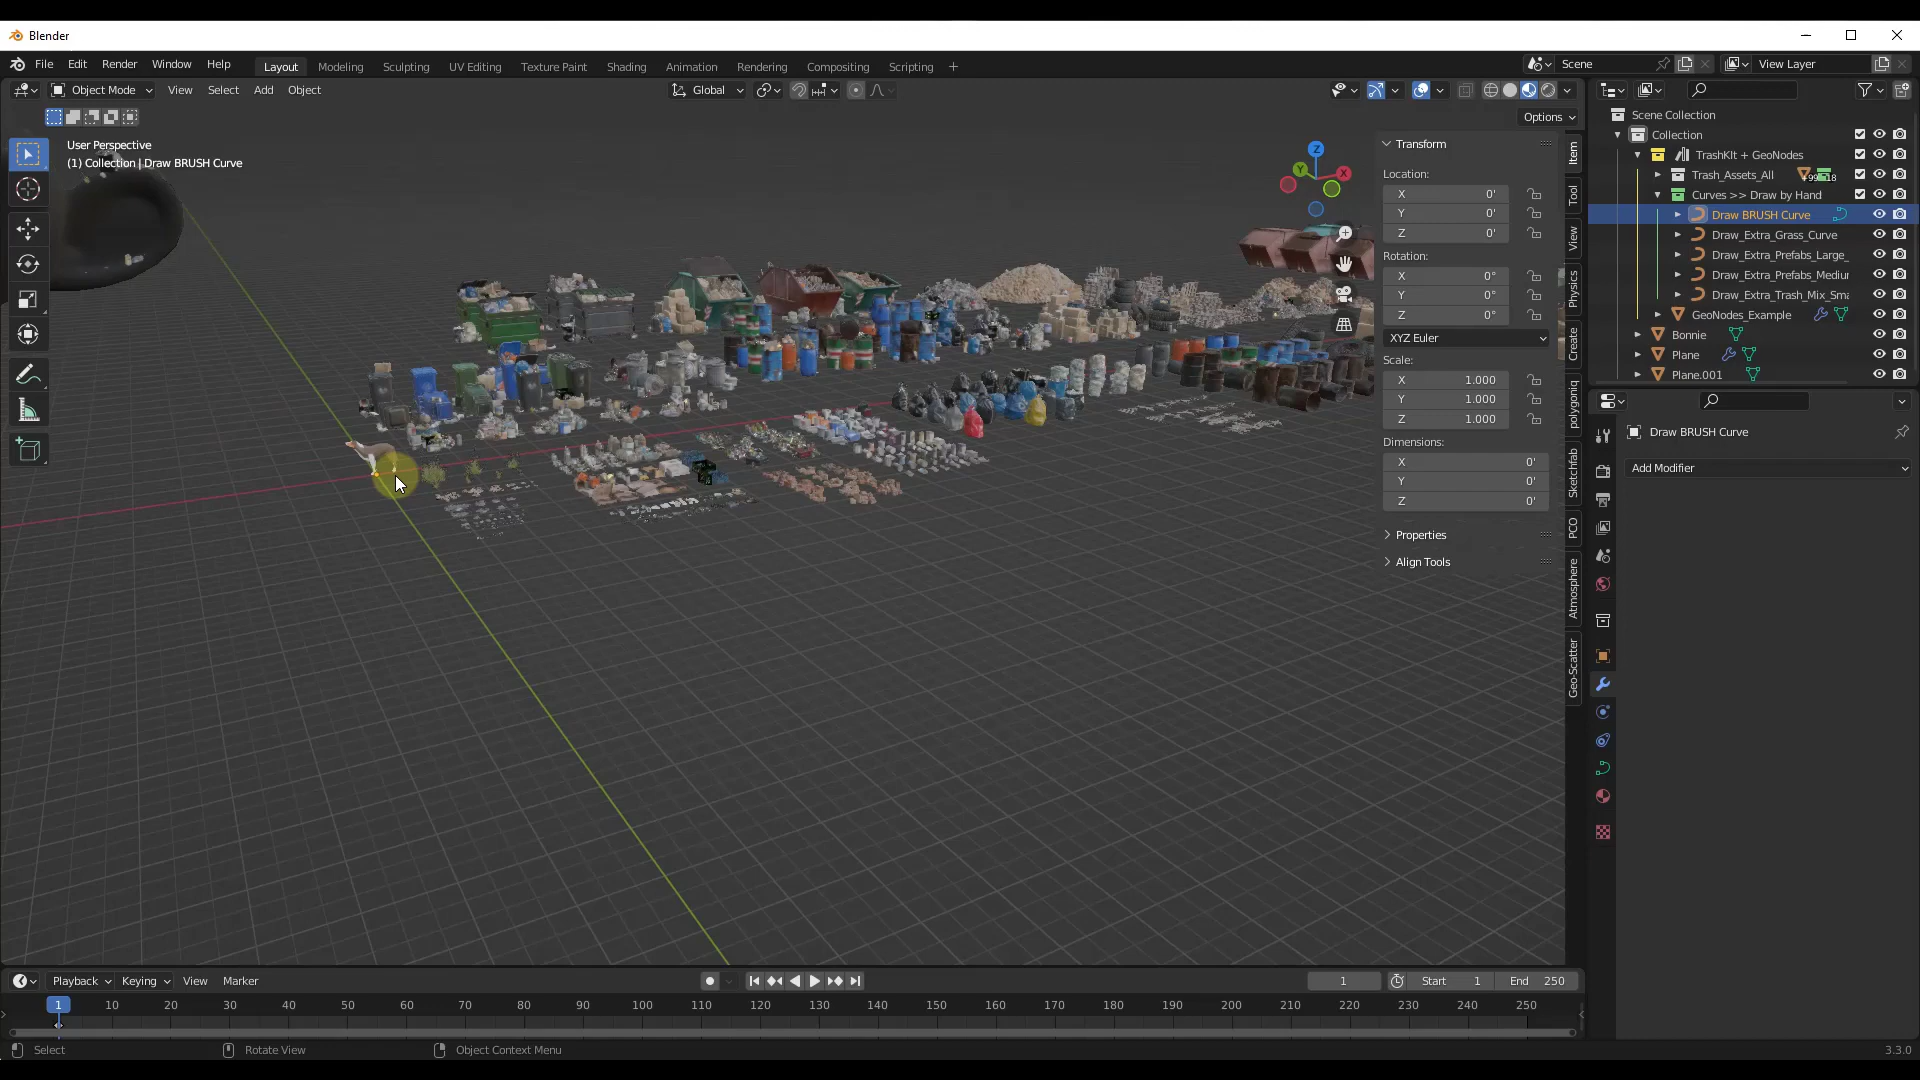 Blender
File Edit Render Window Help
Layout Modeling Sculpting UV Editing Texture Paint Shading Animation Rendering Compositing Scripting +
Scene
View Layer
Object Mode View Select Add Object
Global
Options
User Perspective
(1) Collection | Draw BRUSH Curve
Z
Y
X
Transform
Location:
X 0'
Y 0'
Z 0'
Rotation:
X 0°
Y 0°
Z 0°
XYZ Euler
Scale:
X 1.000
Y 1.000
Z 1.000
Dimensions:
X 0'
Y 0'
Z 0'
Properties
Align Tools
Item
Tool
View
Physics
Create
polygoniq
Sketchfab
PCO
Atmosphere
Geo-Scatter
Scene Collection
Collection
TrashKIt + GeoNodes
Trash_Assets_All
Curves >> Draw by Hand
Draw BRUSH Curve
Draw_Extra_Grass_Curve
Draw_Extra_Prefabs_Large_
Draw_Extra_Prefabs_Mediur
Draw_Extra_Trash_Mix_Sma
GeoNodes_Example
Bonnie
Plane
Plane.001
Draw BRUSH Curve
Add Modifier
Playback Keying View Marker
1
Start 1
End 250
1 10 20 30 40 50 60 70 80 90 100 110 120 130 140 150 160 170 180 190 200 210 220 230 240 250
Select
Rotate View
Object Context Menu
3.3.0